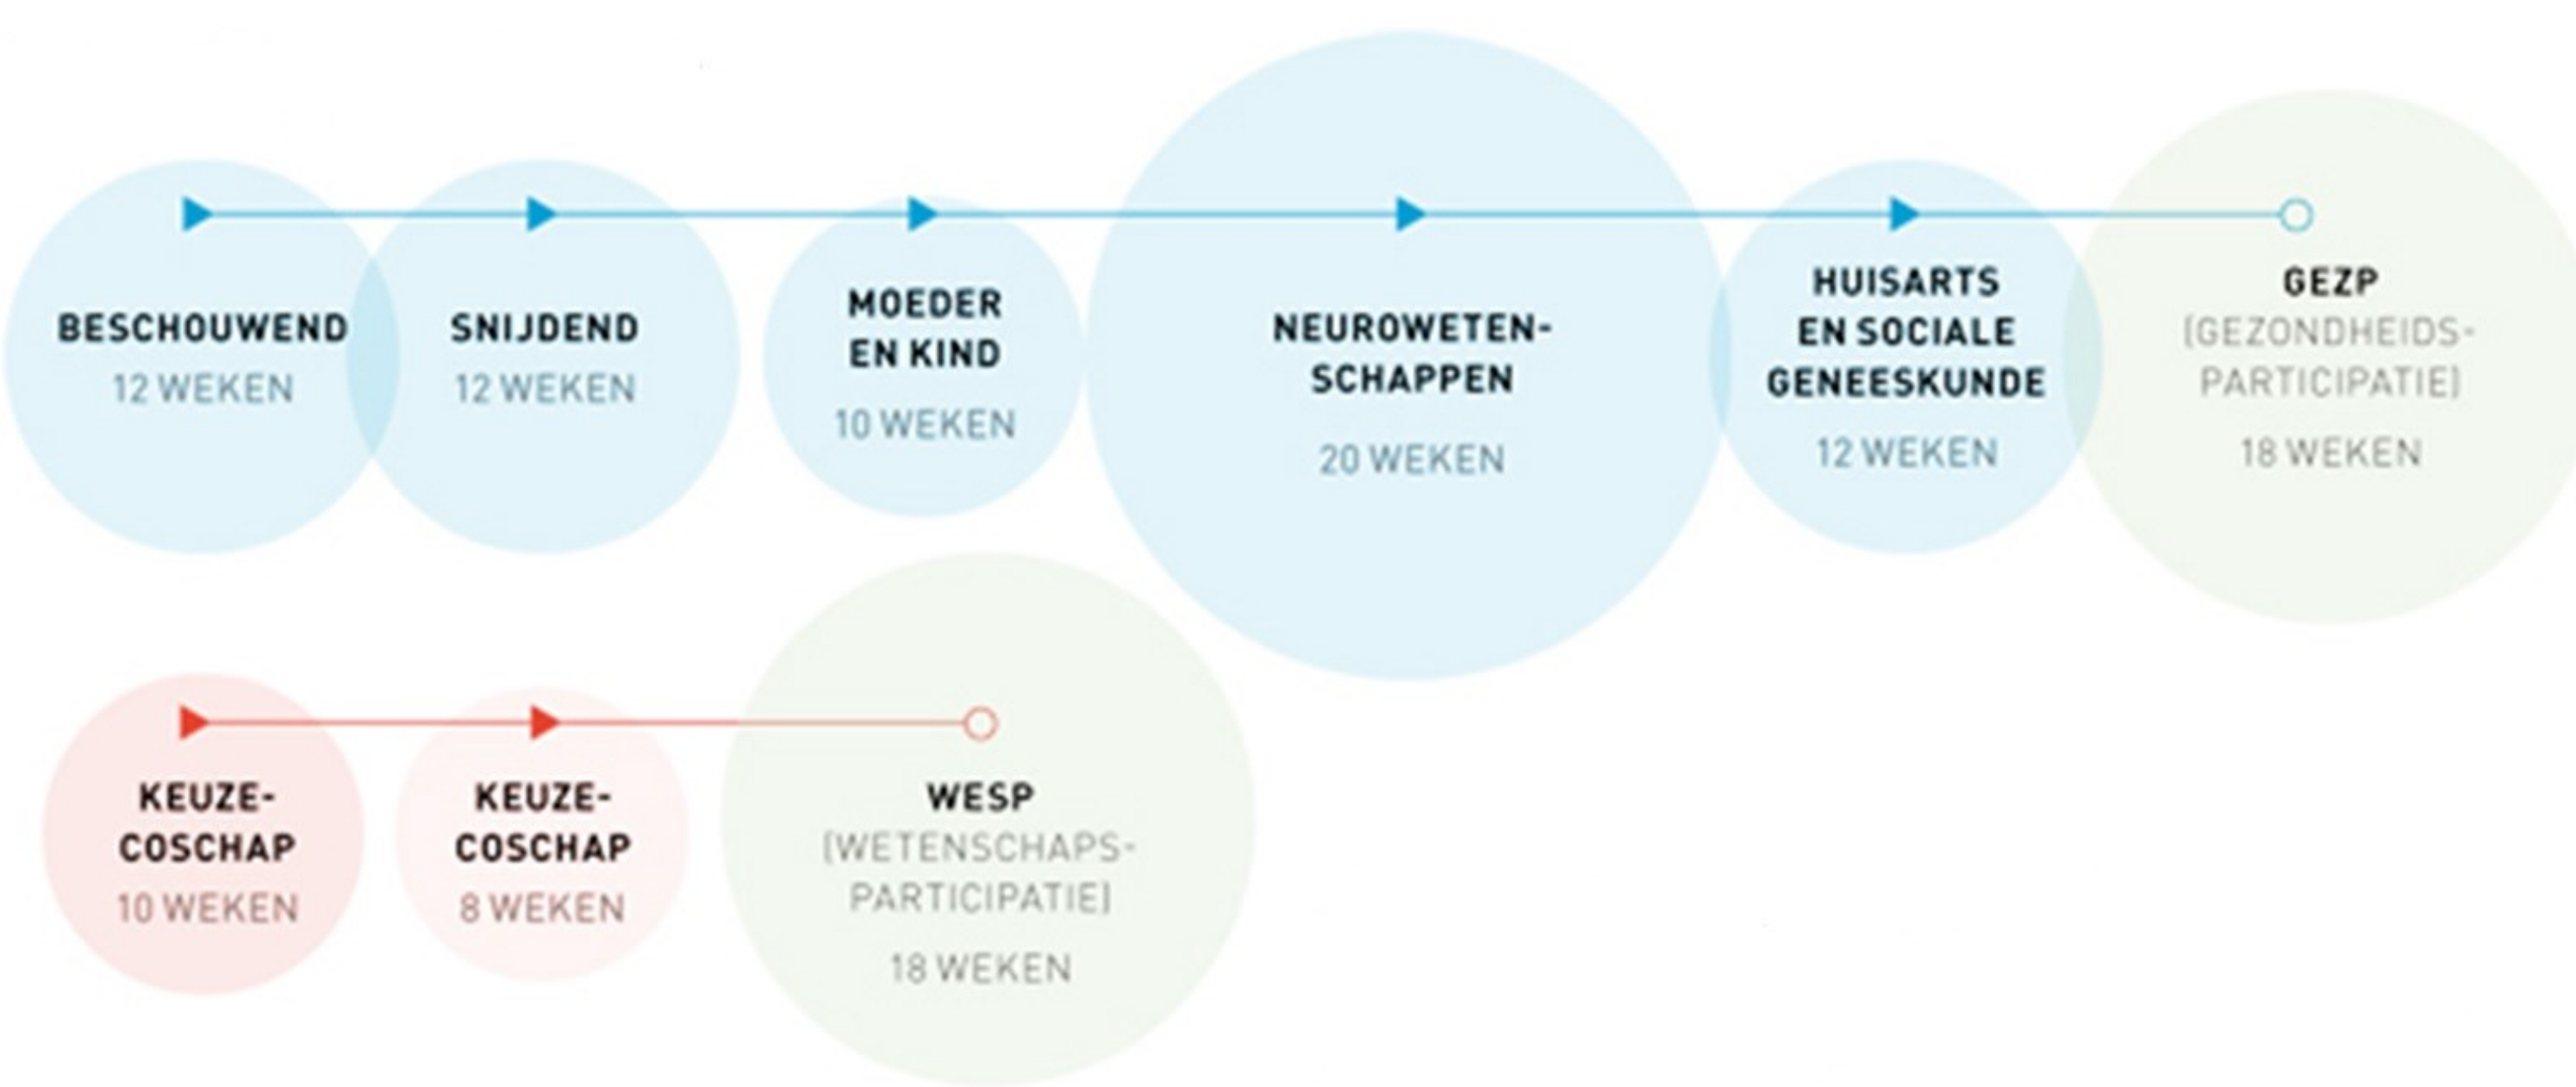 BESCHOUWEND
12 WEKEN
SNIJDEND
12 WEKEN
MOEDER
EN KIND
10 WEKEN
NEUROWETEN-
SCHAPPEN
20 WEKEN
HUISARTS
EN SOCIALE
GENEESKUNDE
12 WEKEN
GEZP
(GEZONDHEIDS-
PARTICIPATIE)
18 WEKEN
KEUZE-
COSCHAP
10 WEKEN
KEUZE-
COSCHAP
8 WEKEN
WESP
(WETENSCHAPS-
PARTICIPATIE)
18 WEKEN